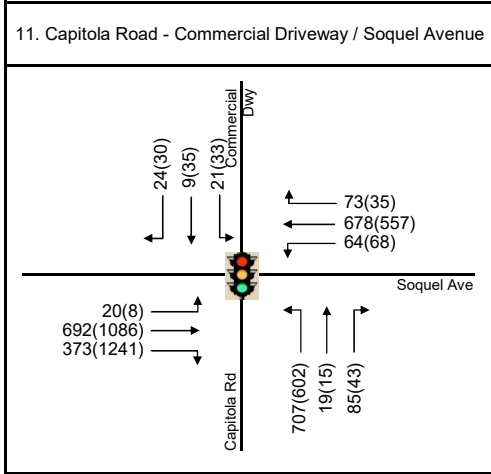 11. Capitola Road - Commercial Driveway / Soquel Avenue
Commercial
Dwy
24(30)
9(35)
21(33)
73(35)
678(557)
64(68)
Soquel Ave
20(8)
692(1086)
373(1241)
Capitola Rd
707(602)
19(15)
85(43)